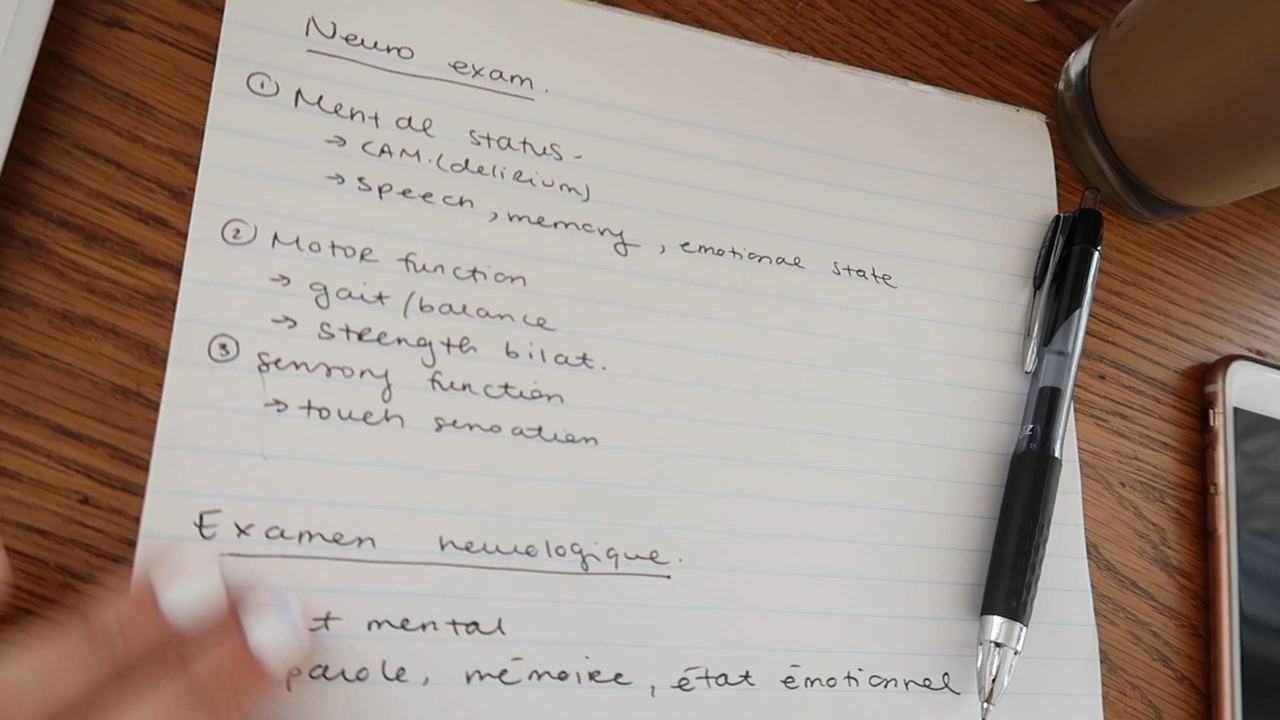 Neuro exam.
① Mental status.
→ CAM. (delirium)
→ speech, memory, emotional state
② Motor function
→ gait/balance
→ strength bilat.
③ sensory function
→ touch sensation
Examen neurologique.
mental
parole, mémoire, état émotionnel